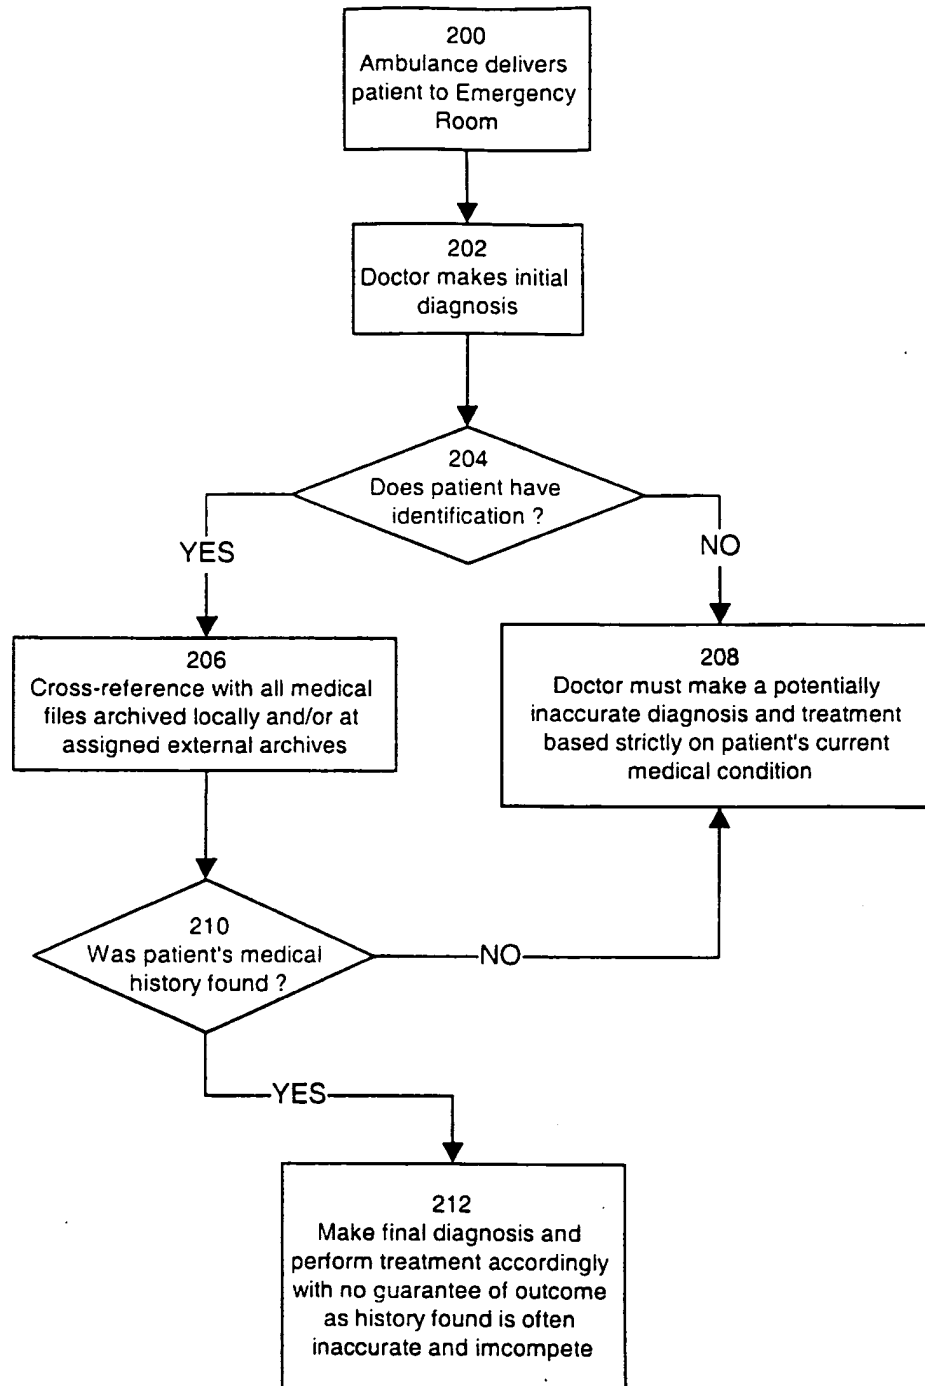 200
Ambulance delivers
patient to Emergency
Room
202
Doctor makes initial
diagnosis
204
Does patient have
identification ?
YES
NO
206
Cross-reference with all medical
files archived locally and/or at
assigned external archives
208
Doctor must make a potentially
inaccurate diagnosis and treatment
based strictly on patient's current
medical condition
210
Was patient's medical
history found ?
NO
YES
212
Make final diagnosis and
perform treatment accordingly
with no guarantee of outcome
as history found is often
inaccurate and imcompete